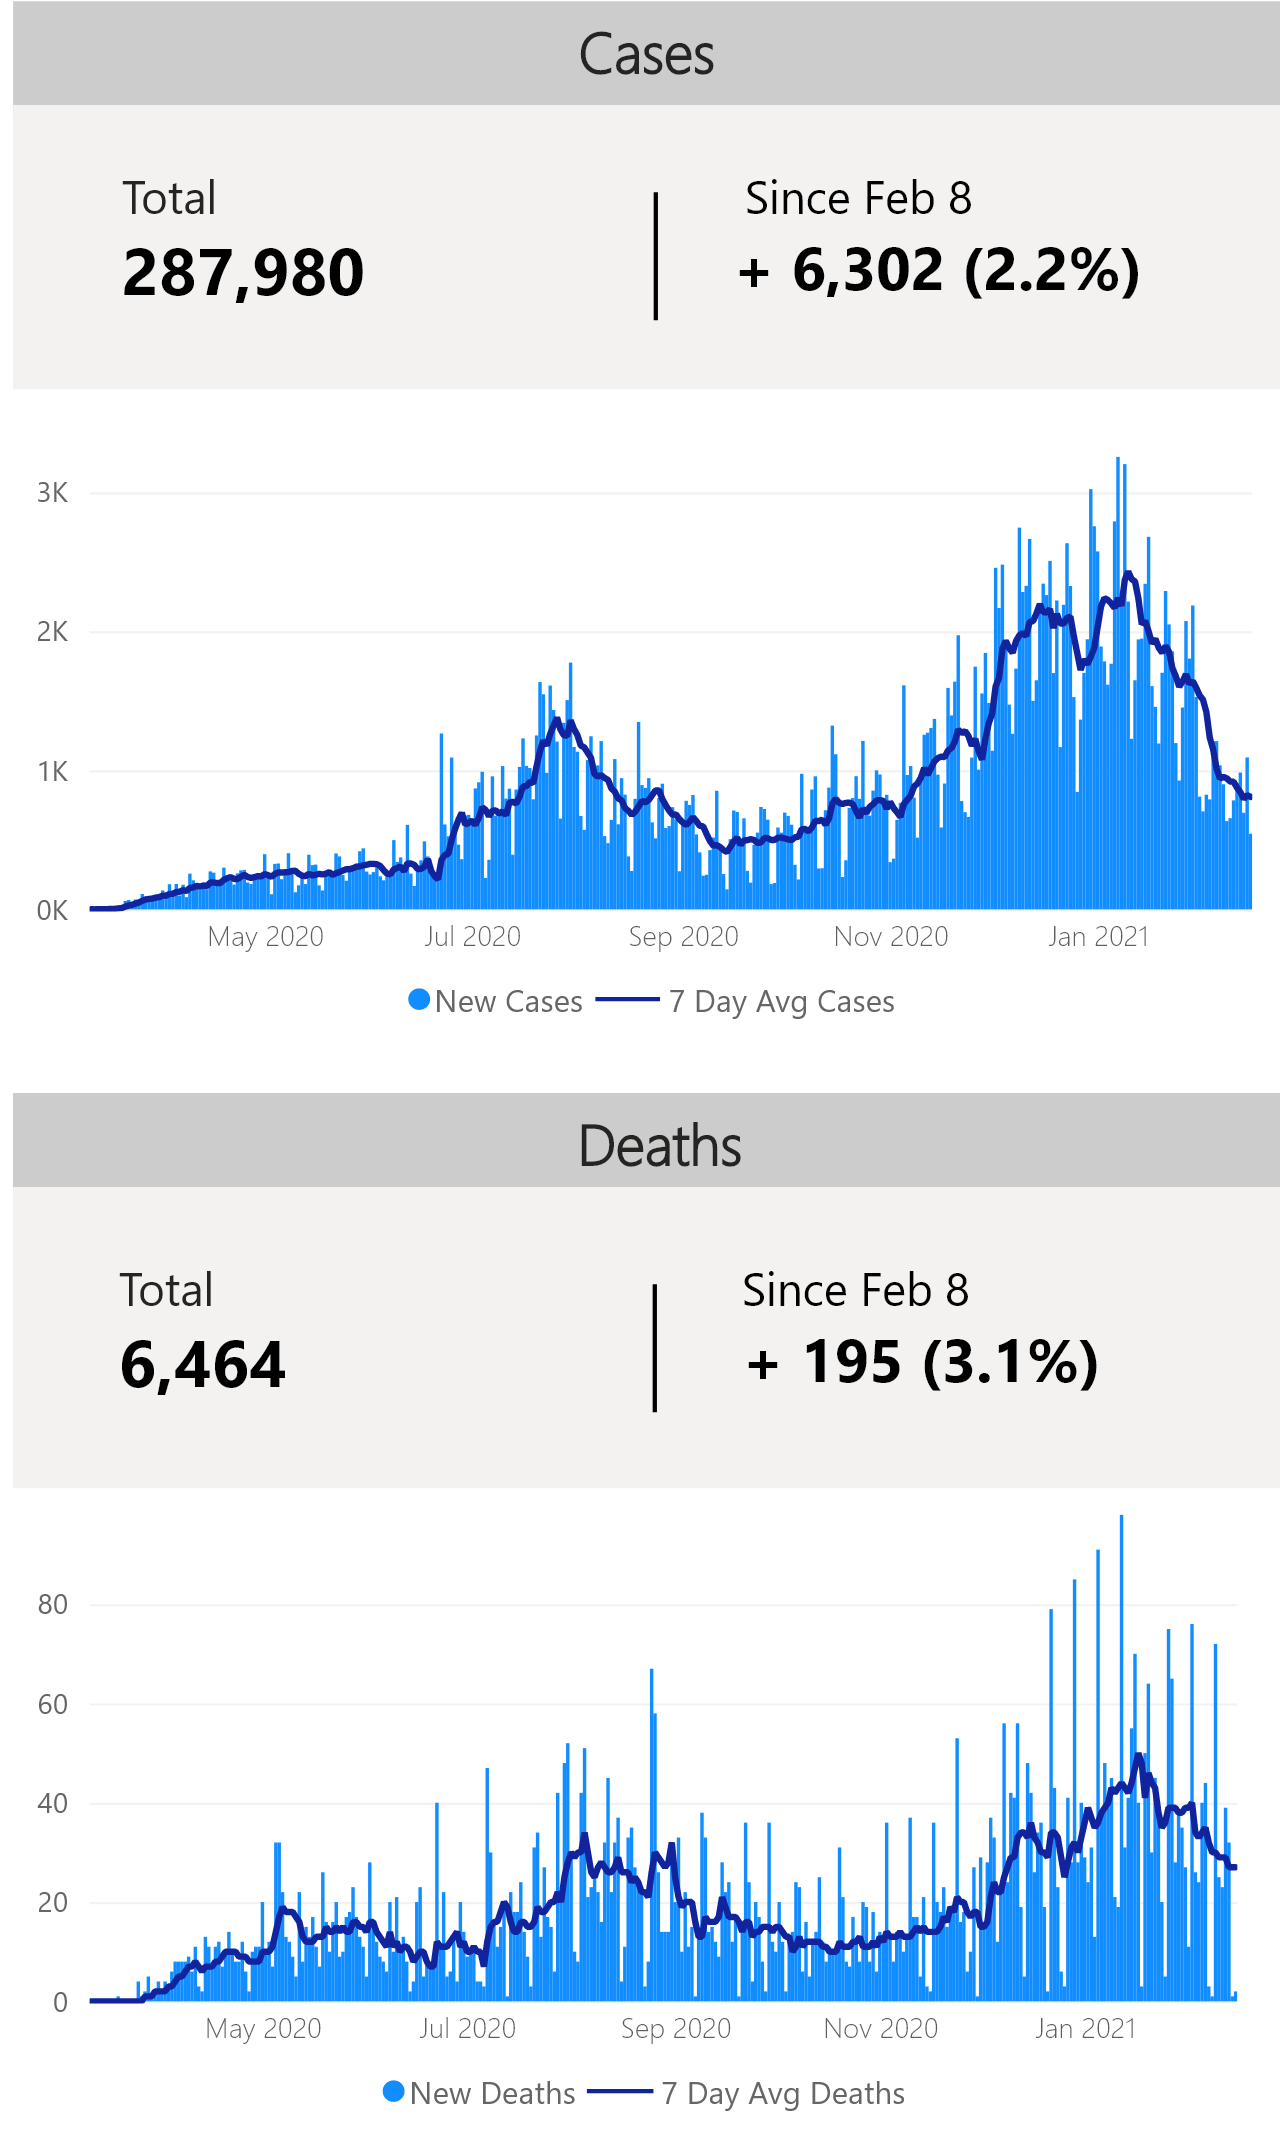 Cases
Total
Since Feb 8
287,980
+ 6,302 (2.2%)
3K
2K
1K
0K
May 2020
Jul 2020
Sep 2020
Nov 2020
Jan 2021
New Cases
7 Day Avg Cases
Deaths
Total
Since Feb 8
6,464
+ 195 (3.1%)
80
60
40
20
0
May 2020
Jul 2020
Sep 2020
Nov 2020
Jan 2021
New Deaths
7 Day Avg Deaths